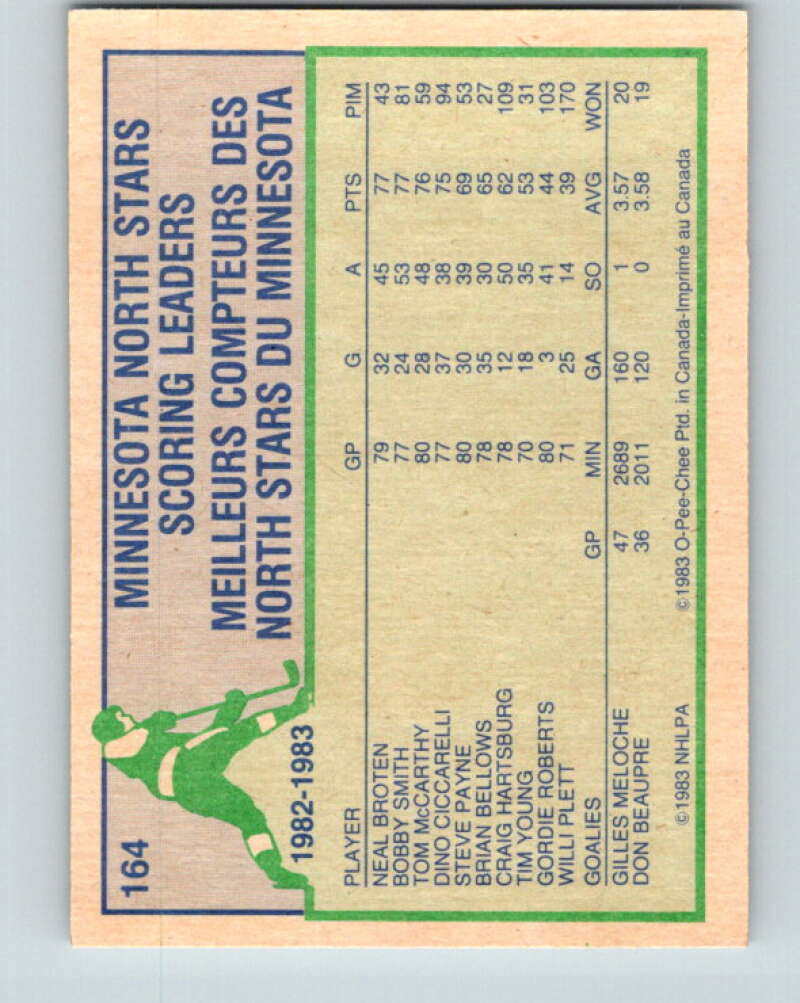 164
MINNESOTA NORTH STARS
SCORING LEADERS
MEILLEURS COMPTEURS DES
NORTH STARS DU MINNESOTA
1982-1983
PLAYER GP G A PTS PIM
NEAL BROTEN 79 32 45 77 43
BOBBY SMITH 77 24 53 77 81
TOM McCARTHY 80 28 48 76 59
DINO CICCARELLI 77 37 38 75 94
STEVE PAYNE 80 30 39 69 53
BRIAN BELLOWS 78 35 30 65 27
CRAIG HARTSBURG 78 12 50 62 109
TIM YOUNG 70 18 35 53 31
GORDIE ROBERTS 80 3 41 44 103
WILLI PLETT 71 25 14 39 170
GOALIES GP MIN GA SO AVG WON
GILLES MELOCHE 47 2689 160 1 3.57 20
DON BEAUPRE 36 2011 120 0 3.58 19
©1983 NHLPA ©1983 O-Pee-Chee Ptd. in Canada-Imprimé au Canada